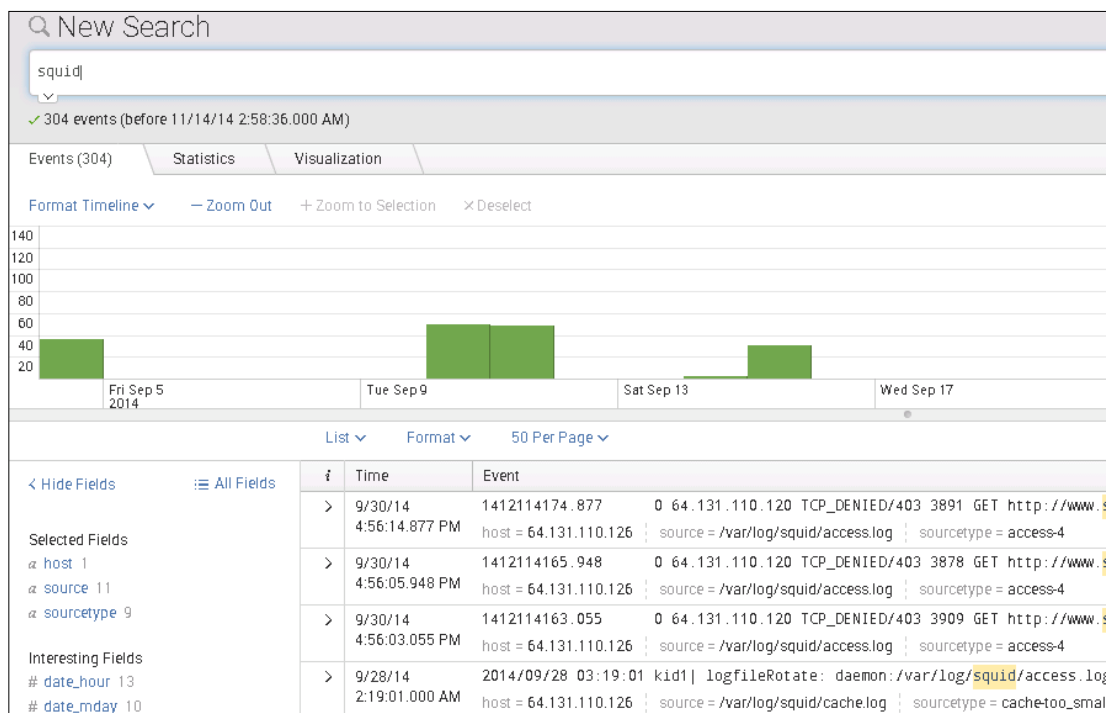 New Search
squid
304 events (before 11/14/14 2:58:36.000 AM)
Events (304) Statistics Visualization
Format Timeline — Zoom Out + Zoom to Selection × Deselect
140
120
100
80
60
40
20
Fri Sep 5 Tue Sep 9 Sat Sep 13 Wed Sep 17
2014
List Format 50 Per Page
< Hide Fields All Fields
i Time Event
Selected Fields
a host 1
a source 11
a sourcetype 9
Interesting Fields
# date_hour 13
# date_mday 10
> 9/30/14 1412114174.877 0 64.131.110.120 TCP_DENIED/403 3891 GET http://www.s
4:56:14.877 PM host = 64.131.110.126 source = /var/log/squid/access.log sourcetype = access-4
> 9/30/14 1412114165.948 0 64.131.110.120 TCP_DENIED/403 3878 GET http://www.s
4:56:05.948 PM host = 64.131.110.126 source = /var/log/squid/access.log sourcetype = access-4
> 9/30/14 1412114163.055 0 64.131.110.120 TCP_DENIED/403 3909 GET http://www.s
4:56:03.055 PM host = 64.131.110.126 source = /var/log/squid/access.log sourcetype = access-4
> 9/28/14 2014/09/28 03:19:01 kid1| logfileRotate: daemon:/var/log/squid/access.log
2:19:01.000 AM host = 64.131.110.126 source = /var/log/squid/cache.log sourcetype = cache-too_smal